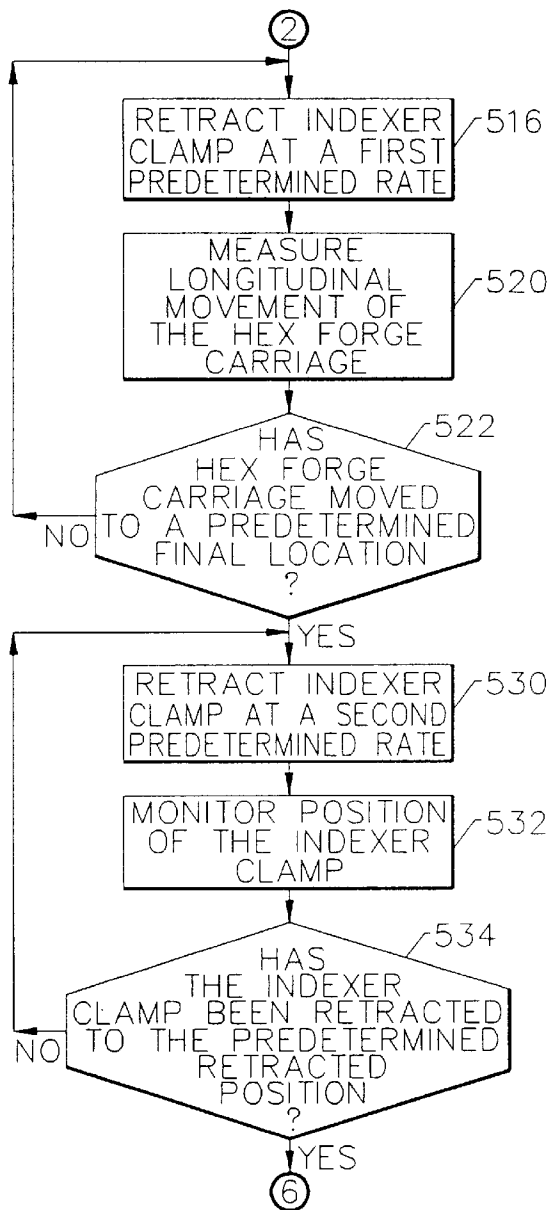 2
RETRACT INDEXER
CLAMP AT A FIRST
PREDETERMINED RATE
516
MEASURE
LONGITUDINAL
MOVEMENT OF
THE HEX FORGE
CARRIAGE
520
522
HAS
HEX FORGE
CARRIAGE MOVED
TO A PREDETERMINED
FINAL LOCATION
?
NO
YES
RETRACT INDEXER
CLAMP AT A SECOND
PREDETERMINED RATE
530
MONITOR POSITION
OF THE INDEXER
CLAMP
532
534
HAS
THE INDEXER
CLAMP BEEN RETRACTED
TO THE PREDETERMINED
RETRACTED
POSITION
?
NO
YES
6